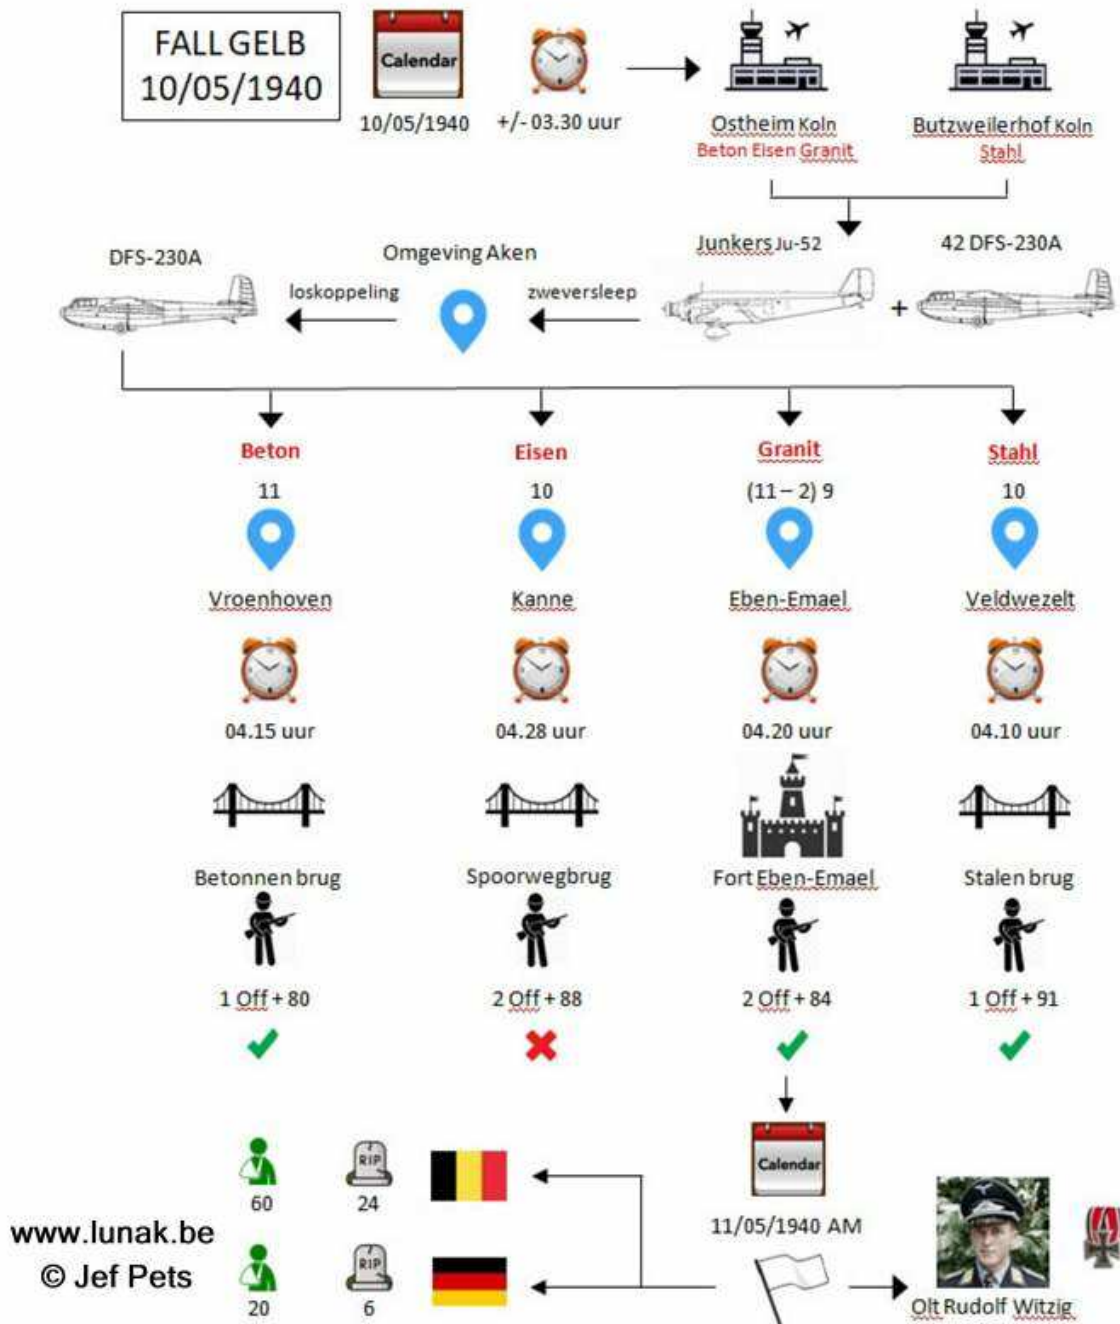 FALL GELB
10/05/1940
Calendar
10/05/1940
+/- 03.30 uur
Ostheim Koln
Beton Eisen Granit
Butzweilerhof Koln
Stahl
DFS-230A
Omgeving Aken
Junkers Ju-52
42 DFS-230A
loskoppeling
zweversleep
+
Beton
Eisen
Granit
Stahl
11
10
(11 – 2) 9
10
Vroenhoven
Kanne
Eben-Emael
Veldwezelt
04.15 uur
04.28 uur
04.20 uur
04.10 uur
Betonnen brug
Spoorwegbrug
Fort Eben-Emael
Stalen brug
1 Off + 80
2 Off + 88
2 Off + 84
1 Off + 91
Calendar
11/05/1940 AM
RIP
60
24
RIP
20
6
www.lunak.be
© Jef Pets
Olt Rudolf Witzig